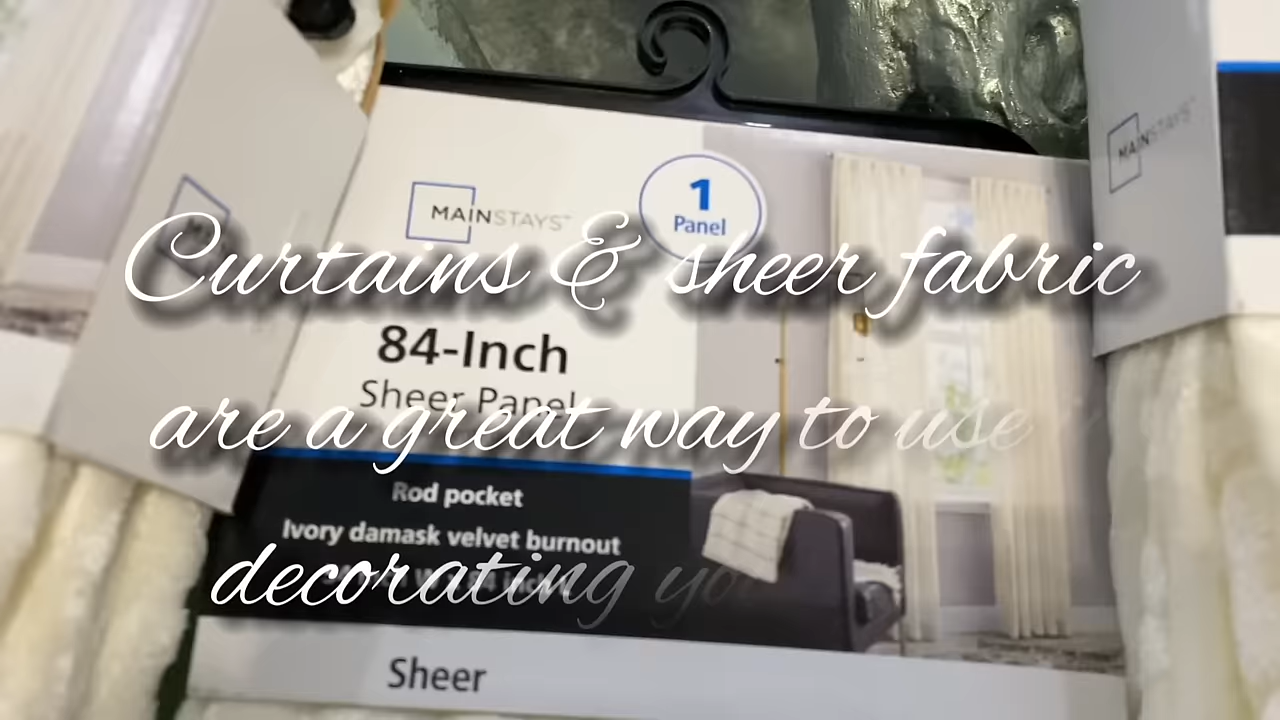 MAINSTAYS
1
Panel
MAINSTAYS
Curtains & sheer fabric
84-Inch
Sheer Panel
are a great way to use
Rod pocket
Ivory damask velvet burnout
decorating
Sheer